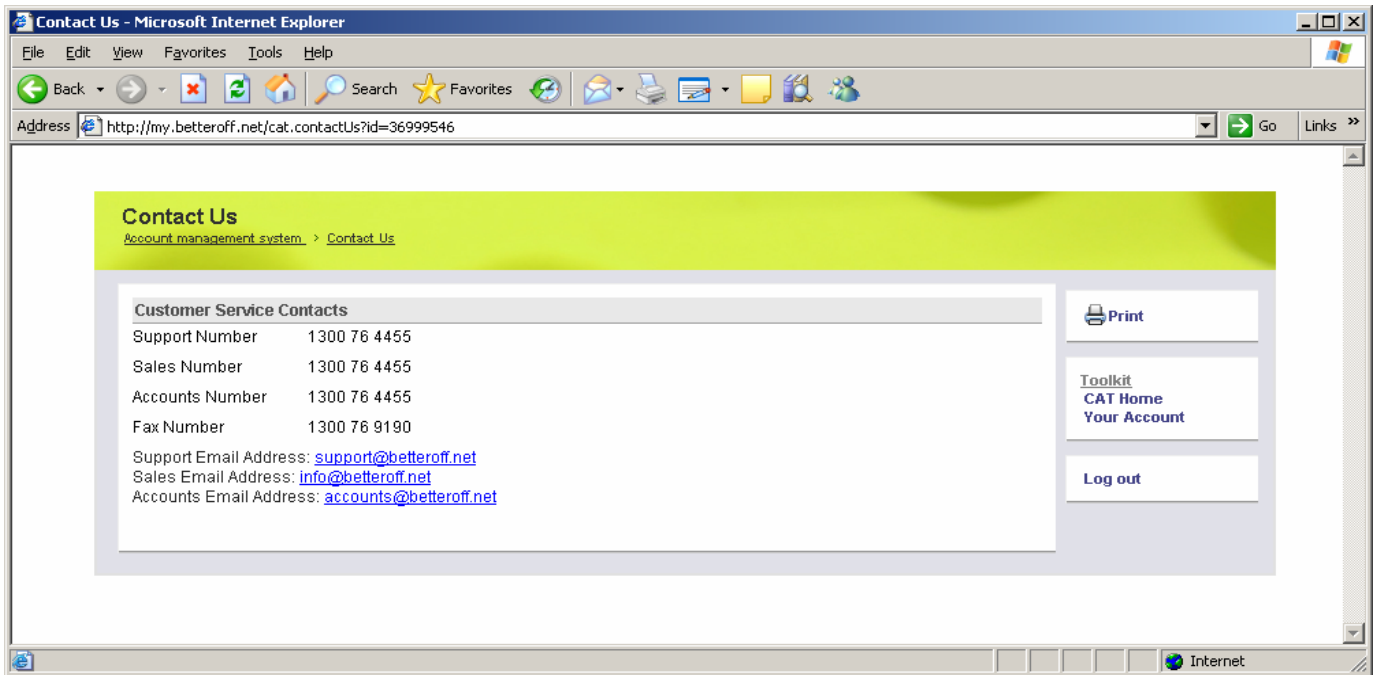 Contact Us - Microsoft Internet Explorer
File Edit View Favorites Tools Help
Back Search Favorites
Address http://my.betteroff.net/cat.contactUs?id=36999546 Go Links »
Contact Us
Account management system > Contact Us
Customer Service Contacts
Support Number 1300 76 4455
Sales Number 1300 76 4455
Accounts Number 1300 76 4455
Fax Number 1300 76 9190
Support Email Address: support@betteroff.net
Sales Email Address: info@betteroff.net
Accounts Email Address: accounts@betteroff.net
Print
Toolkit
CAT Home
Your Account
Log out
Internet